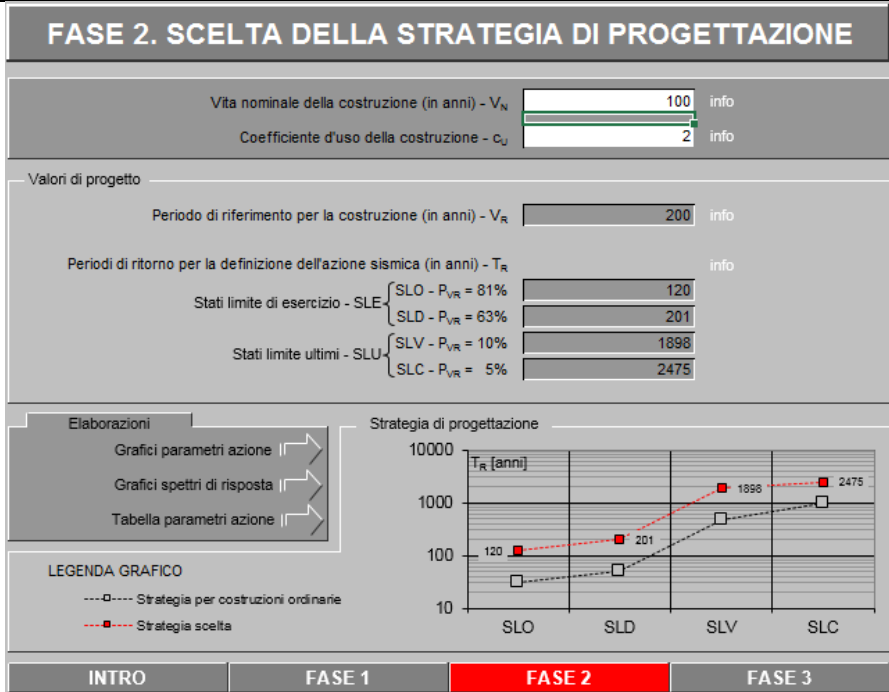 FASE 2. SCELTA DELLA STRATEGIA DI PROGETTAZIONE
Vita nominale della costruzione (in anni) - VN 100 info
Coefficiente d'uso della costruzione - cU 2 info
Valori di progetto
Periodo di riferimento per la costruzione (in anni) - VR 200 info
Periodi di ritorno per la definizione dell'azione sismica (in anni) - TR info
Stati limite di esercizio - SLE
SLO - PVR = 81% 120
SLD - PVR = 63% 201
Stati limite ultimi - SLU
SLV - PVR = 10% 1898
SLC - PVR = 5% 2475
Elaborazioni
Grafici parametri azione
Grafici spettri di risposta
Tabella parametri azione
Strategia di progettazione
TR [anni]
10000
1000
100
10
120
201
1898
2475
SLO SLD SLV SLC
LEGENDA GRAFICO
Strategia per costruzioni ordinarie
Strategia scelta
INTRO FASE 1 FASE 2 FASE 3